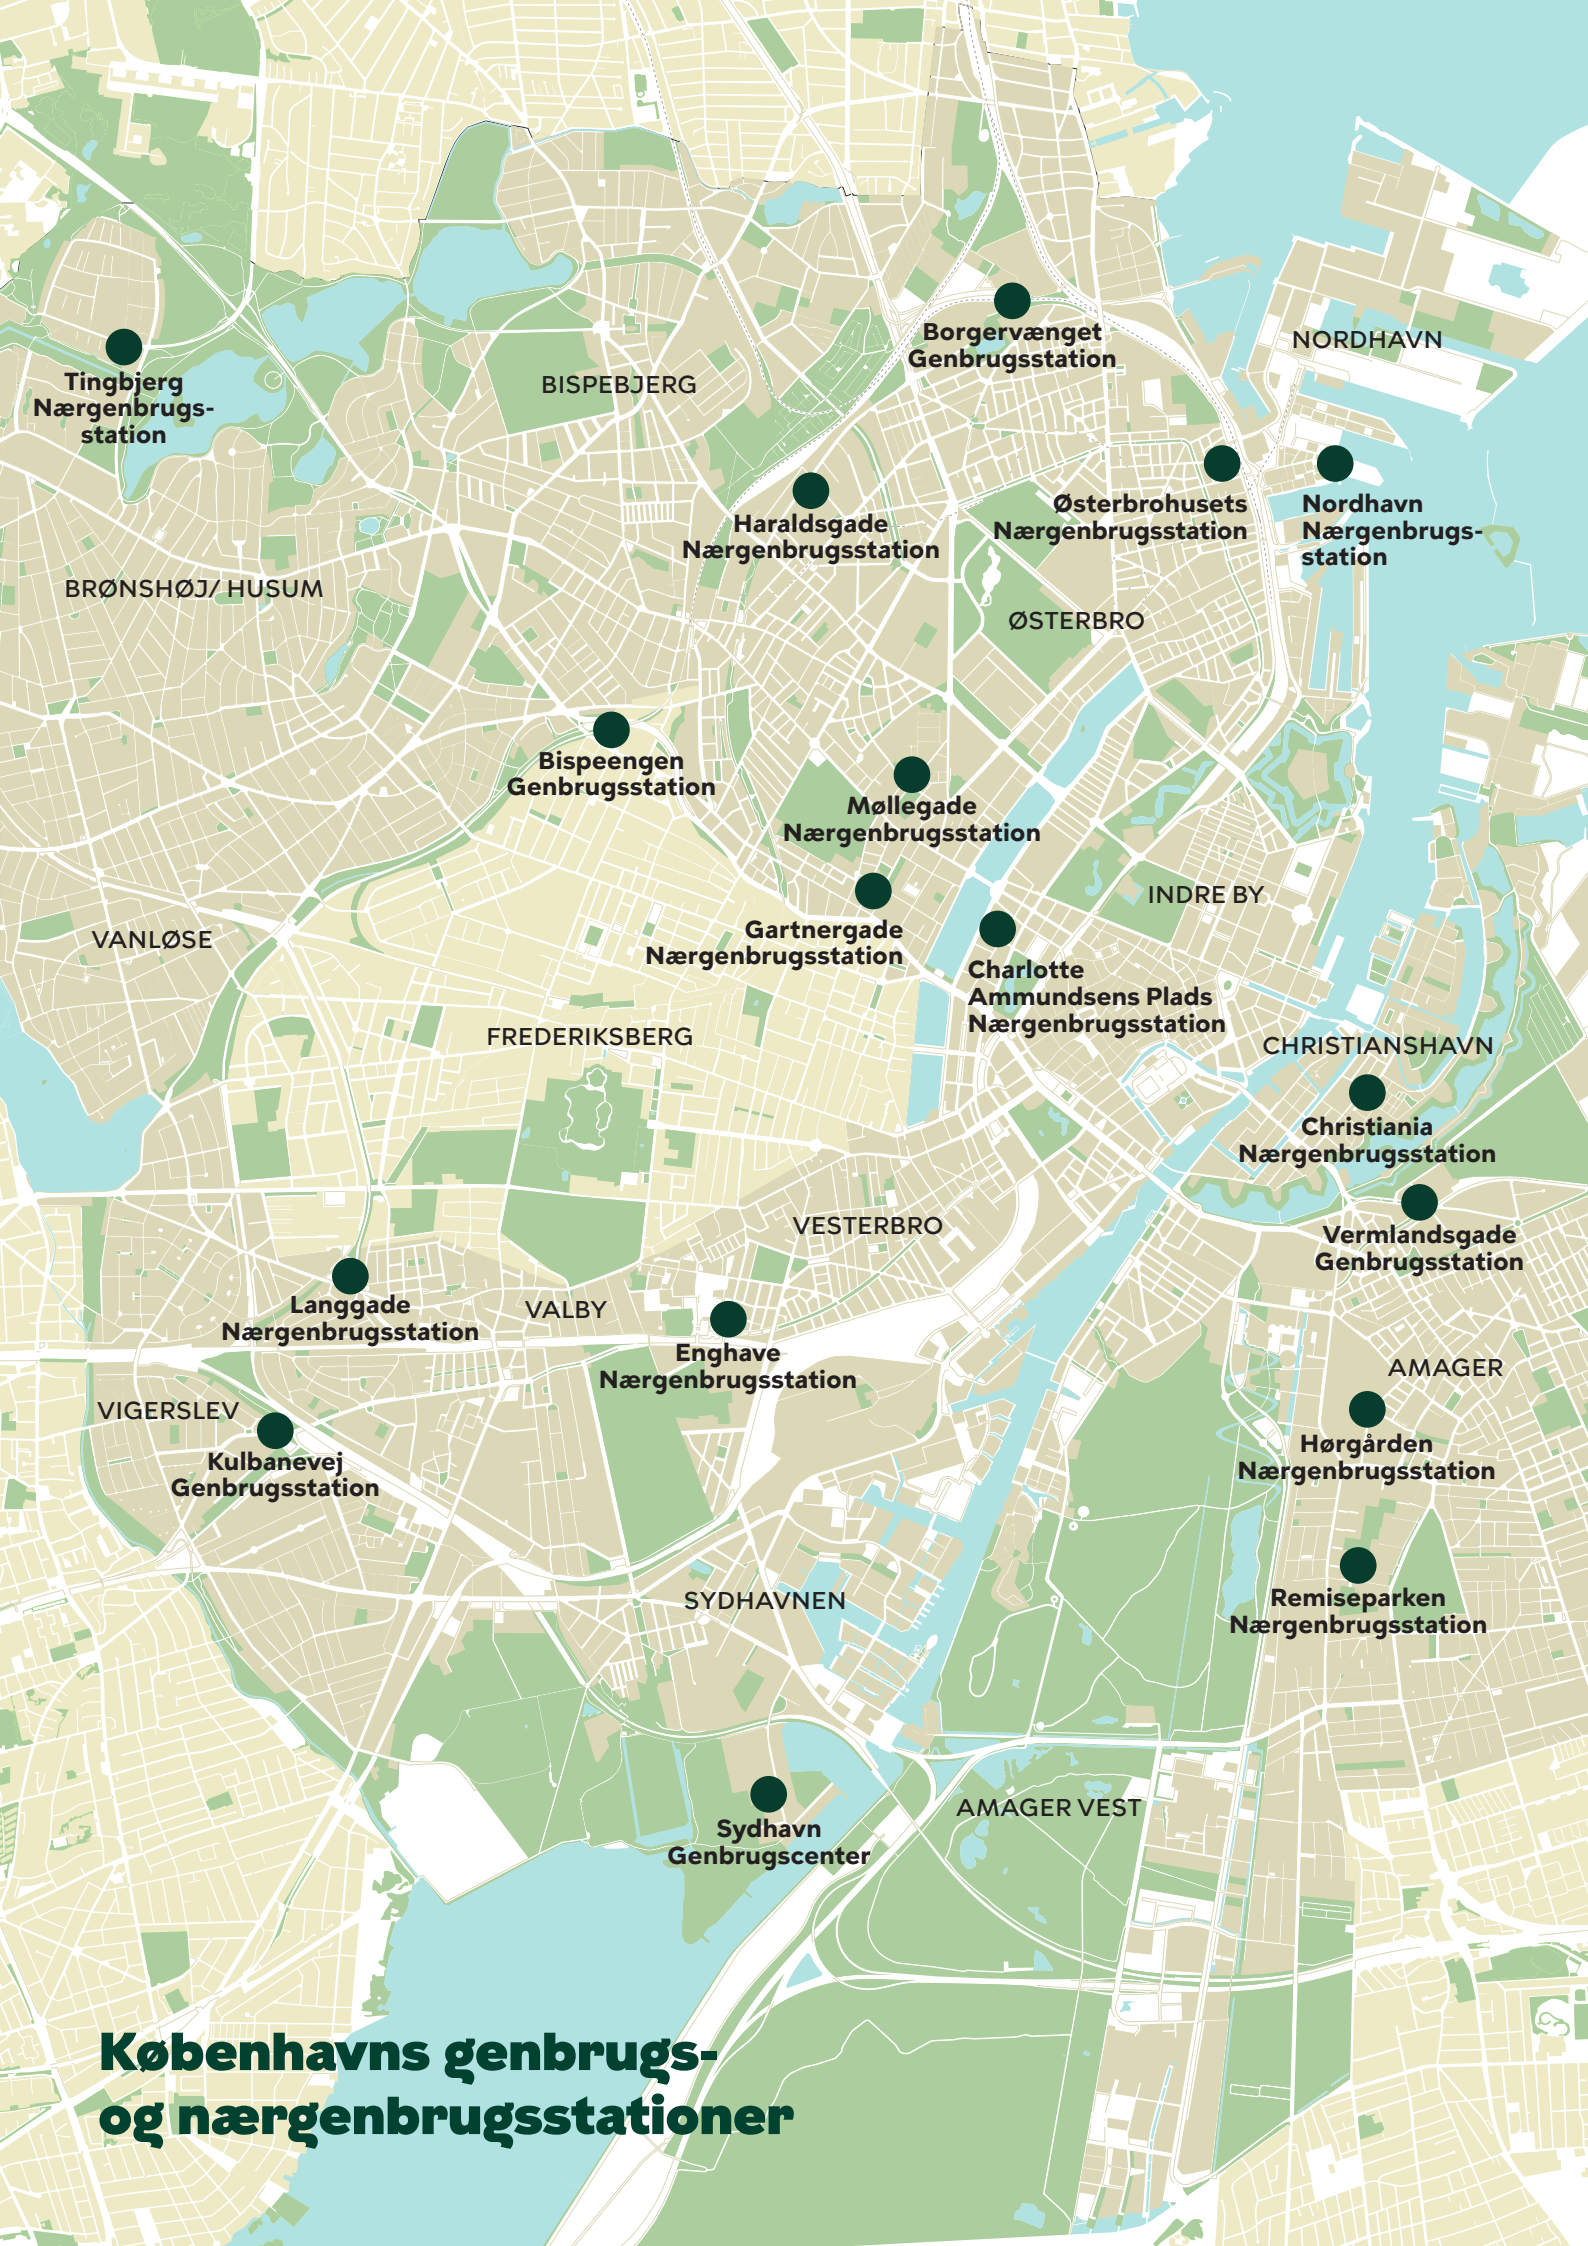 Borgervænget
Genbrugsstation
NORDHAVN
Tingbjerg
Nærgenbrugs-
station
BISPEBJERG
Haraldsgade
Nærgenbrugsstation
Østerbrohusets
Nærgenbrugsstation
Nordhavn
Nærgenbrugs-
station
BRØNSHØJ/ HUSUM
ØSTERBRO
Bispeengen
Genbrugsstation
Møllegade
Nærgenbrugsstation
INDRE BY
VANLØSE
Gartnergade
Nærgenbrugsstation
Charlotte
Ammundsens Plads
Nærgenbrugsstation
FREDERIKSBERG
CHRISTIANSHAVN
Christiania
Nærgenbrugsstation
VESTERBRO
Vermlandsgade
Genbrugsstation
Langgade
Nærgenbrugsstation
VALBY
Enghave
Nærgenbrugsstation
AMAGER
VIGERSLEV
Kulbanevej
Genbrugsstation
Hørgården
Nærgenbrugsstation
SYDHAVNEN
Remiseparken
Nærgenbrugsstation
AMAGER VEST
Sydhavn
Genbrugscenter
Københavns genbrugs-
og nærgenbrugsstationer